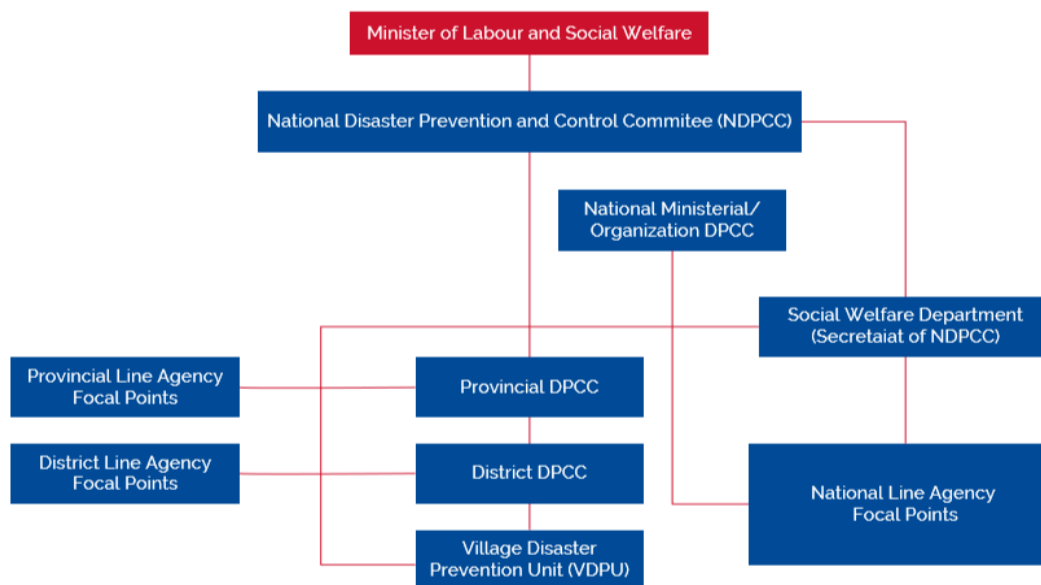 Minister of Labour and Social Welfare
National Disaster Prevention and Control Commitee (NDPCC)
National Ministerial/
Organization DPCC
Social Welfare Department
(Secretaiat of NDPCC)
Provincial Line Agency
Focal Points
Provincial DPCC
District Line Agency
Focal Points
District DPCC
National Line Agency
Focal Points
Village Disaster
Prevention Unit (VDPU)